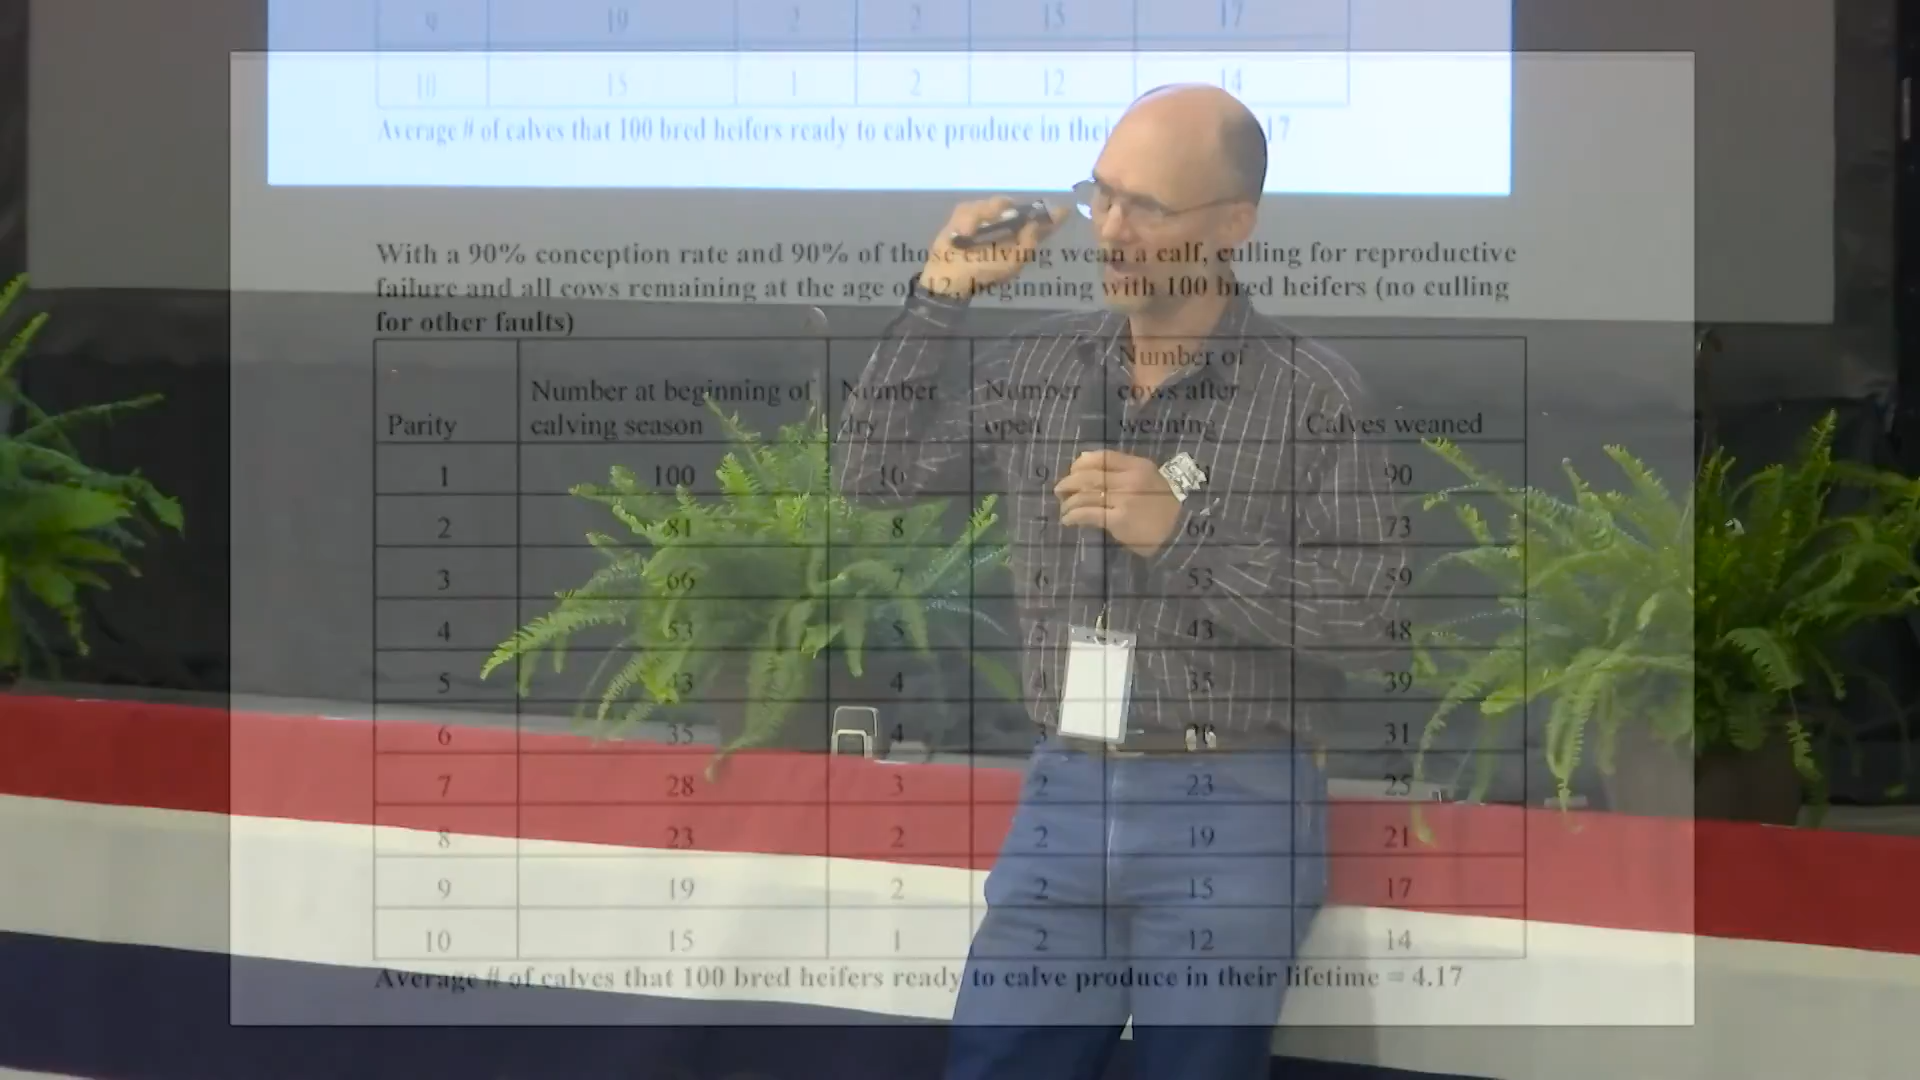 9 19 2 2 15 17
10 15 1 2 12 14
Average # of calves that 100 bred heifers ready to calve produce in their 17
With a 90% conception rate and 90% of those calving wean a calf, culling for reproductive
failure and all cows remaining at the age of 12, beginning with 100 bred heifers (no culling
for other faults)
Parity Number at beginning of calving season Number dry Number open Number of cows after weaning Calves weaned
1 100 10 9 90
2 81 8 7 66 73
3 66 7 6 53 59
4 53 5 5 43 48
5 43 4 35 39
6 35 4 3 31
7 28 3 2 23 25
8 23 2 2 19 21
9 19 2 2 15 17
10 15 1 2 12 14
Average # of calves that 100 bred heifers ready to calve produce in their lifetime = 4.17